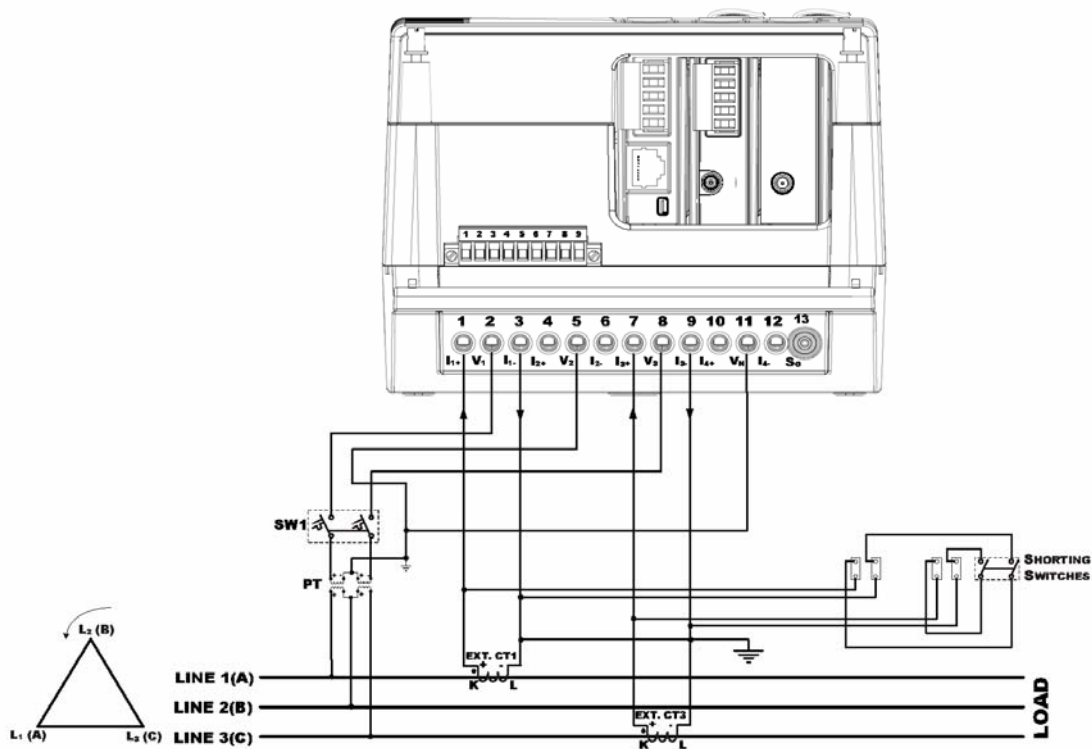 1 2 3 4 5 6 7 8 9
1 2 3 4 5 6 7 8 9 10 11 12 13
I₁+ V₁ I₁- I₂+ V₂ I₂- I₃+ V₃ I₃- I₄+ V_N I₄- S_G
SW1
PT
SHORTING
SWITCHES
L₂ (B)
L₁ (A) L₃ (C)
EXT. CT1
+ -
K L
LINE 1(A)
LINE 2(B)
EXT. CT3
+ -
K L
LINE 3(C)
LOAD